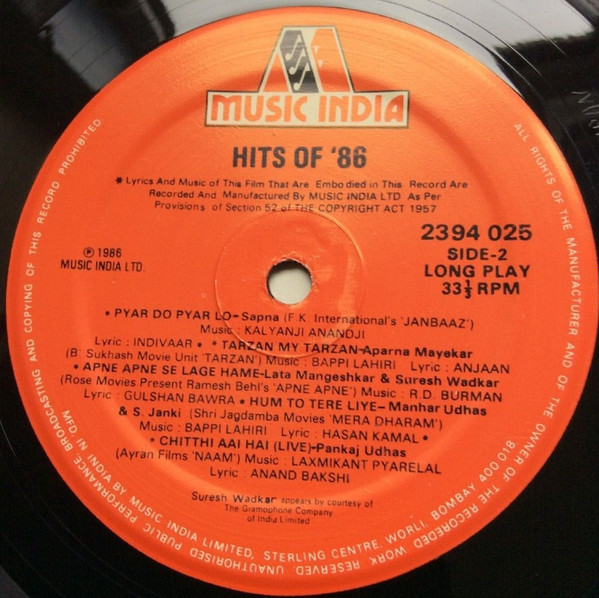 MUSIC INDIA
HITS OF '86
* Lyrics And Music of This Film That Are Embodied in This Record Are
Recorded And Manufactured By MUSIC INDIA LTD As Per
Provisions of Section 52 of THE COPYRIGHT ACT 1957
℗ 1986
MUSIC INDIA LTD.
2394 025
SIDE-2
LONG PLAY
33⅓ RPM
• PYAR DO PYAR LO-Sapna (F.K. International's 'JANBAAZ')
Music : KALYANJI ANANDJI
Lyric : INDIVAAR • * TARZAN MY TARZAN-Aparna Mayekar
(B. Sukhash Movie Unit 'TARZAN') Music : BAPPI LAHIRI Lyric : ANJAAN
• APNE APNE SE LAGE HAME-Lata Mangeshkar & Suresh Wadkar
(Rose Movies Present Ramesh Behl's 'APNE APNE') Music : R.D. BURMAN
Lyric : GULSHAN BAWRA • HUM TO TERE LIYE- Manhar Udhas
& S. Janki (Shri Jagdamba Movies 'MERA DHARAM')
Music : BAPPI LAHIRI Lyric : HASAN KAMAL •
• CHITTHI AAI HAI (LIVE)-Pankaj Udhas
(Ayran Films 'NAAM') Music : LAXMIKANT PYARELAL
Lyric : ANAND BAKSHI
Suresh Wadkar appears by courtesy of
The Gramophone Company
of India Limited
ALL RIGHTS OF THE MANUFACTURER AND OF THE OWNER OF THE RECORDED WORK RESERVED. UNAUTHORISED PUBLIC PERFORMANCE, BROADCASTING AND COPYING OF THIS RECORD PROHIBITED
MFD. IN INDIA BY MUSIC INDIA LIMITED, STERLING CENTRE, WORLI, BOMBAY 400 018